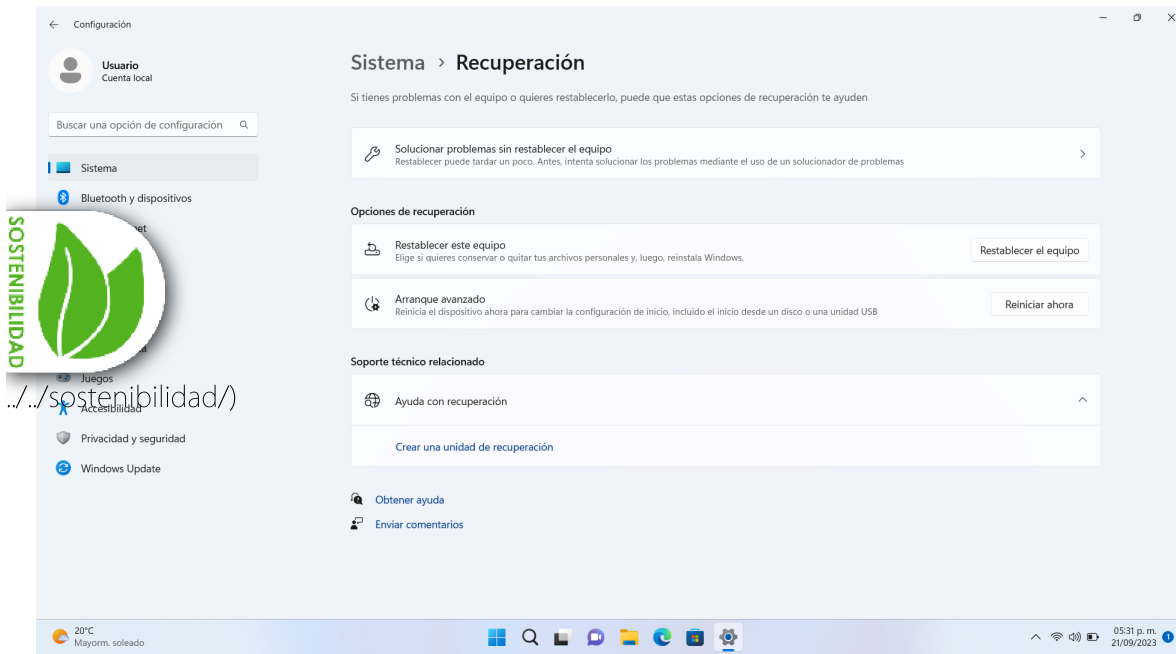 Configuración
Usuario
Cuenta local
Buscar una opción de configuración
Sistema
Bluetooth y dispositivos
SOSTENIBILIDAD
Juegos
../../sostenibilidad/)
Accesibilidad
Privacidad y seguridad
Windows Update
Sistema > Recuperación
Si tienes problemas con el equipo o quieres restablecerlo, puede que estas opciones de recuperación te ayuden
Solucionar problemas sin restablecer el equipo
Restablecer puede tardar un poco. Antes, intenta solucionar los problemas mediante el uso de un solucionador de problemas
Opciones de recuperación
Restablecer este equipo
Elige si quieres conservar o quitar tus archivos personales y, luego, reinstala Windows.
Restablecer el equipo
Arranque avanzado
Reinicia el dispositivo ahora para cambiar la configuración de inicio, incluido el inicio desde un disco o una unidad USB
Reiniciar ahora
Soporte técnico relacionado
Ayuda con recuperación
Crear una unidad de recuperación
Obtener ayuda
Enviar comentarios
20°C
Mayorm. soleado
05:31 p. m.
21/09/2023
1